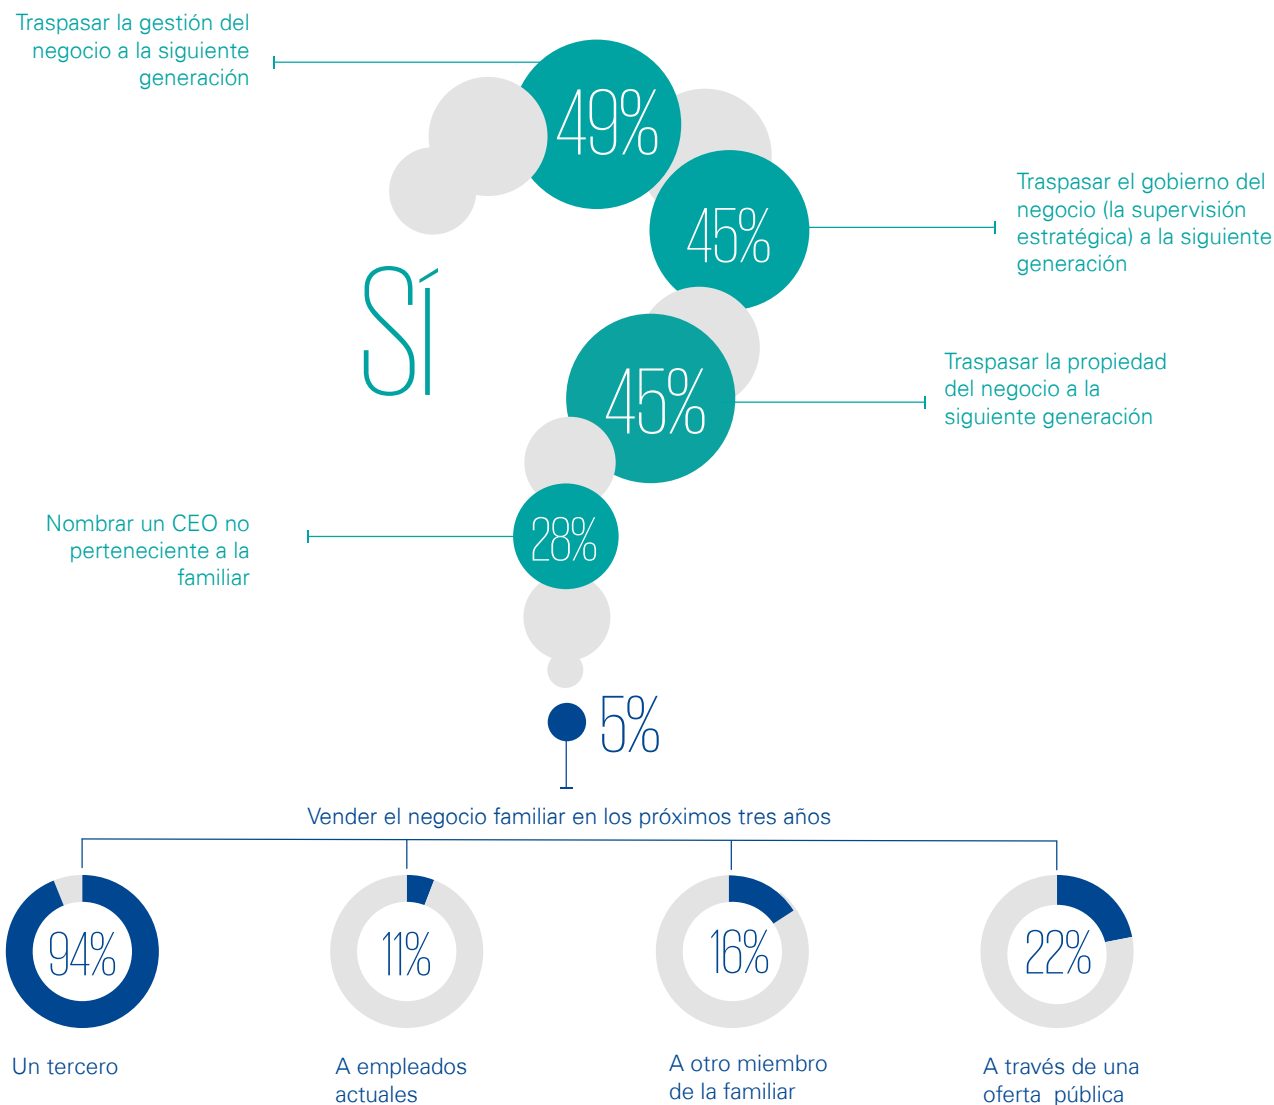 Traspasar la gestión del
negocio a la siguiente
generación
49%
45%
Traspasar el gobierno del
negocio (la supervisión
estratégica) a la siguiente
generación
SÍ
45%
Traspasar la propiedad
del negocio a la
siguiente generación
Nombrar un CEO no
perteneciente a la
familiar
28%
5%
Vender el negocio familiar en los próximos tres años
94%
Un tercero
11%
A empleados
actuales
16%
A otro miembro
de la familiar
22%
A través de una
oferta pública